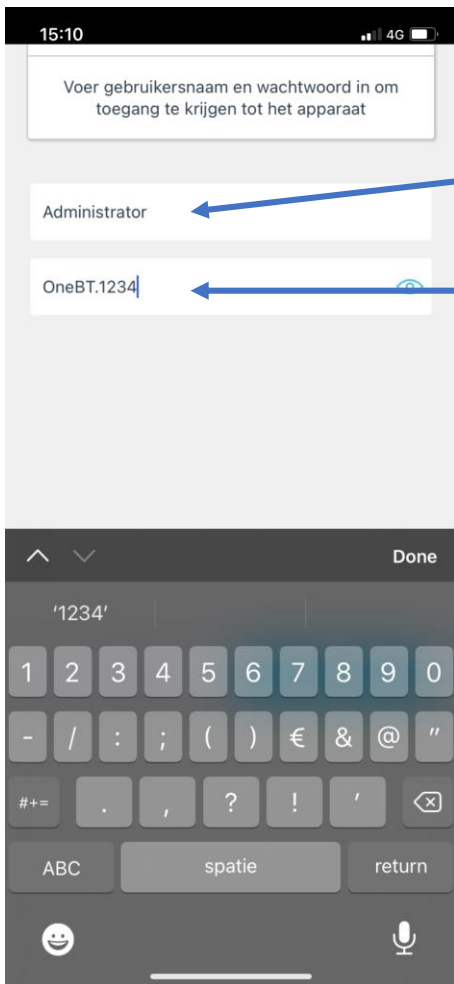 15:10 4G
Voer gebruikersnaam en wachtwoord in om
toegang te krijgen tot het apparaat
Administrator
OneBT.1234
Done
'1234'
1 2 3 4 5 6 7 8 9 0
- / : ; ( ) € & @ "
#+= . , ? ! '
ABC spatie return